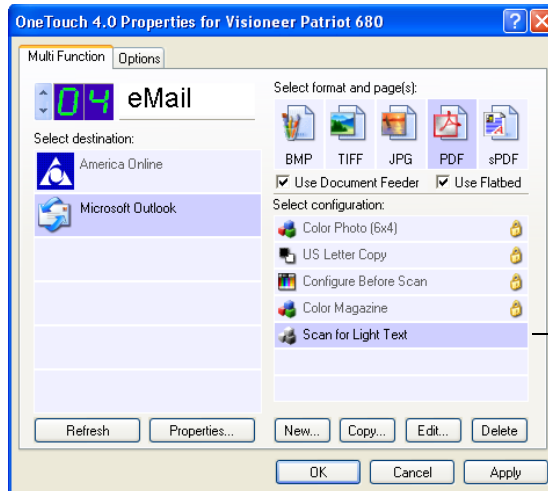 OneTouch 4.0 Properties for Visioneer Patriot 680
Multi Function
Options
04 eMail
Select destination:
America Online
Microsoft Outlook
Refresh
Properties...
Select format and page(s):
BMP TIFF JPG PDF sPDF
Use Document Feeder
Use Flatbed
Select configuration:
Color Photo (6x4)
US Letter Copy
Configure Before Scan
Color Magazine
Scan for Light Text
New... Copy... Edit... Delete
OK Cancel Apply